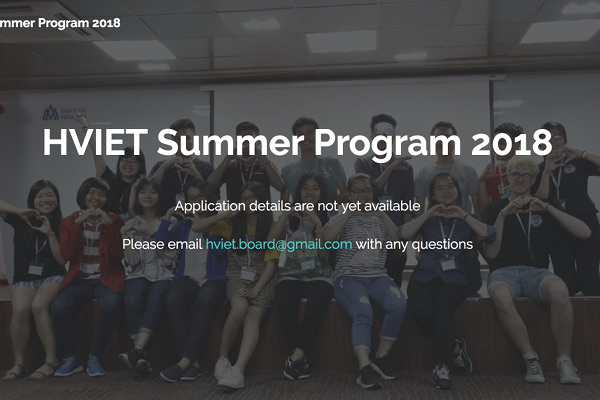 mmer Program 2018
HVIET Summer Program 2018
Application details are not yet available
Please email hviet.board@gmail.com with any questions